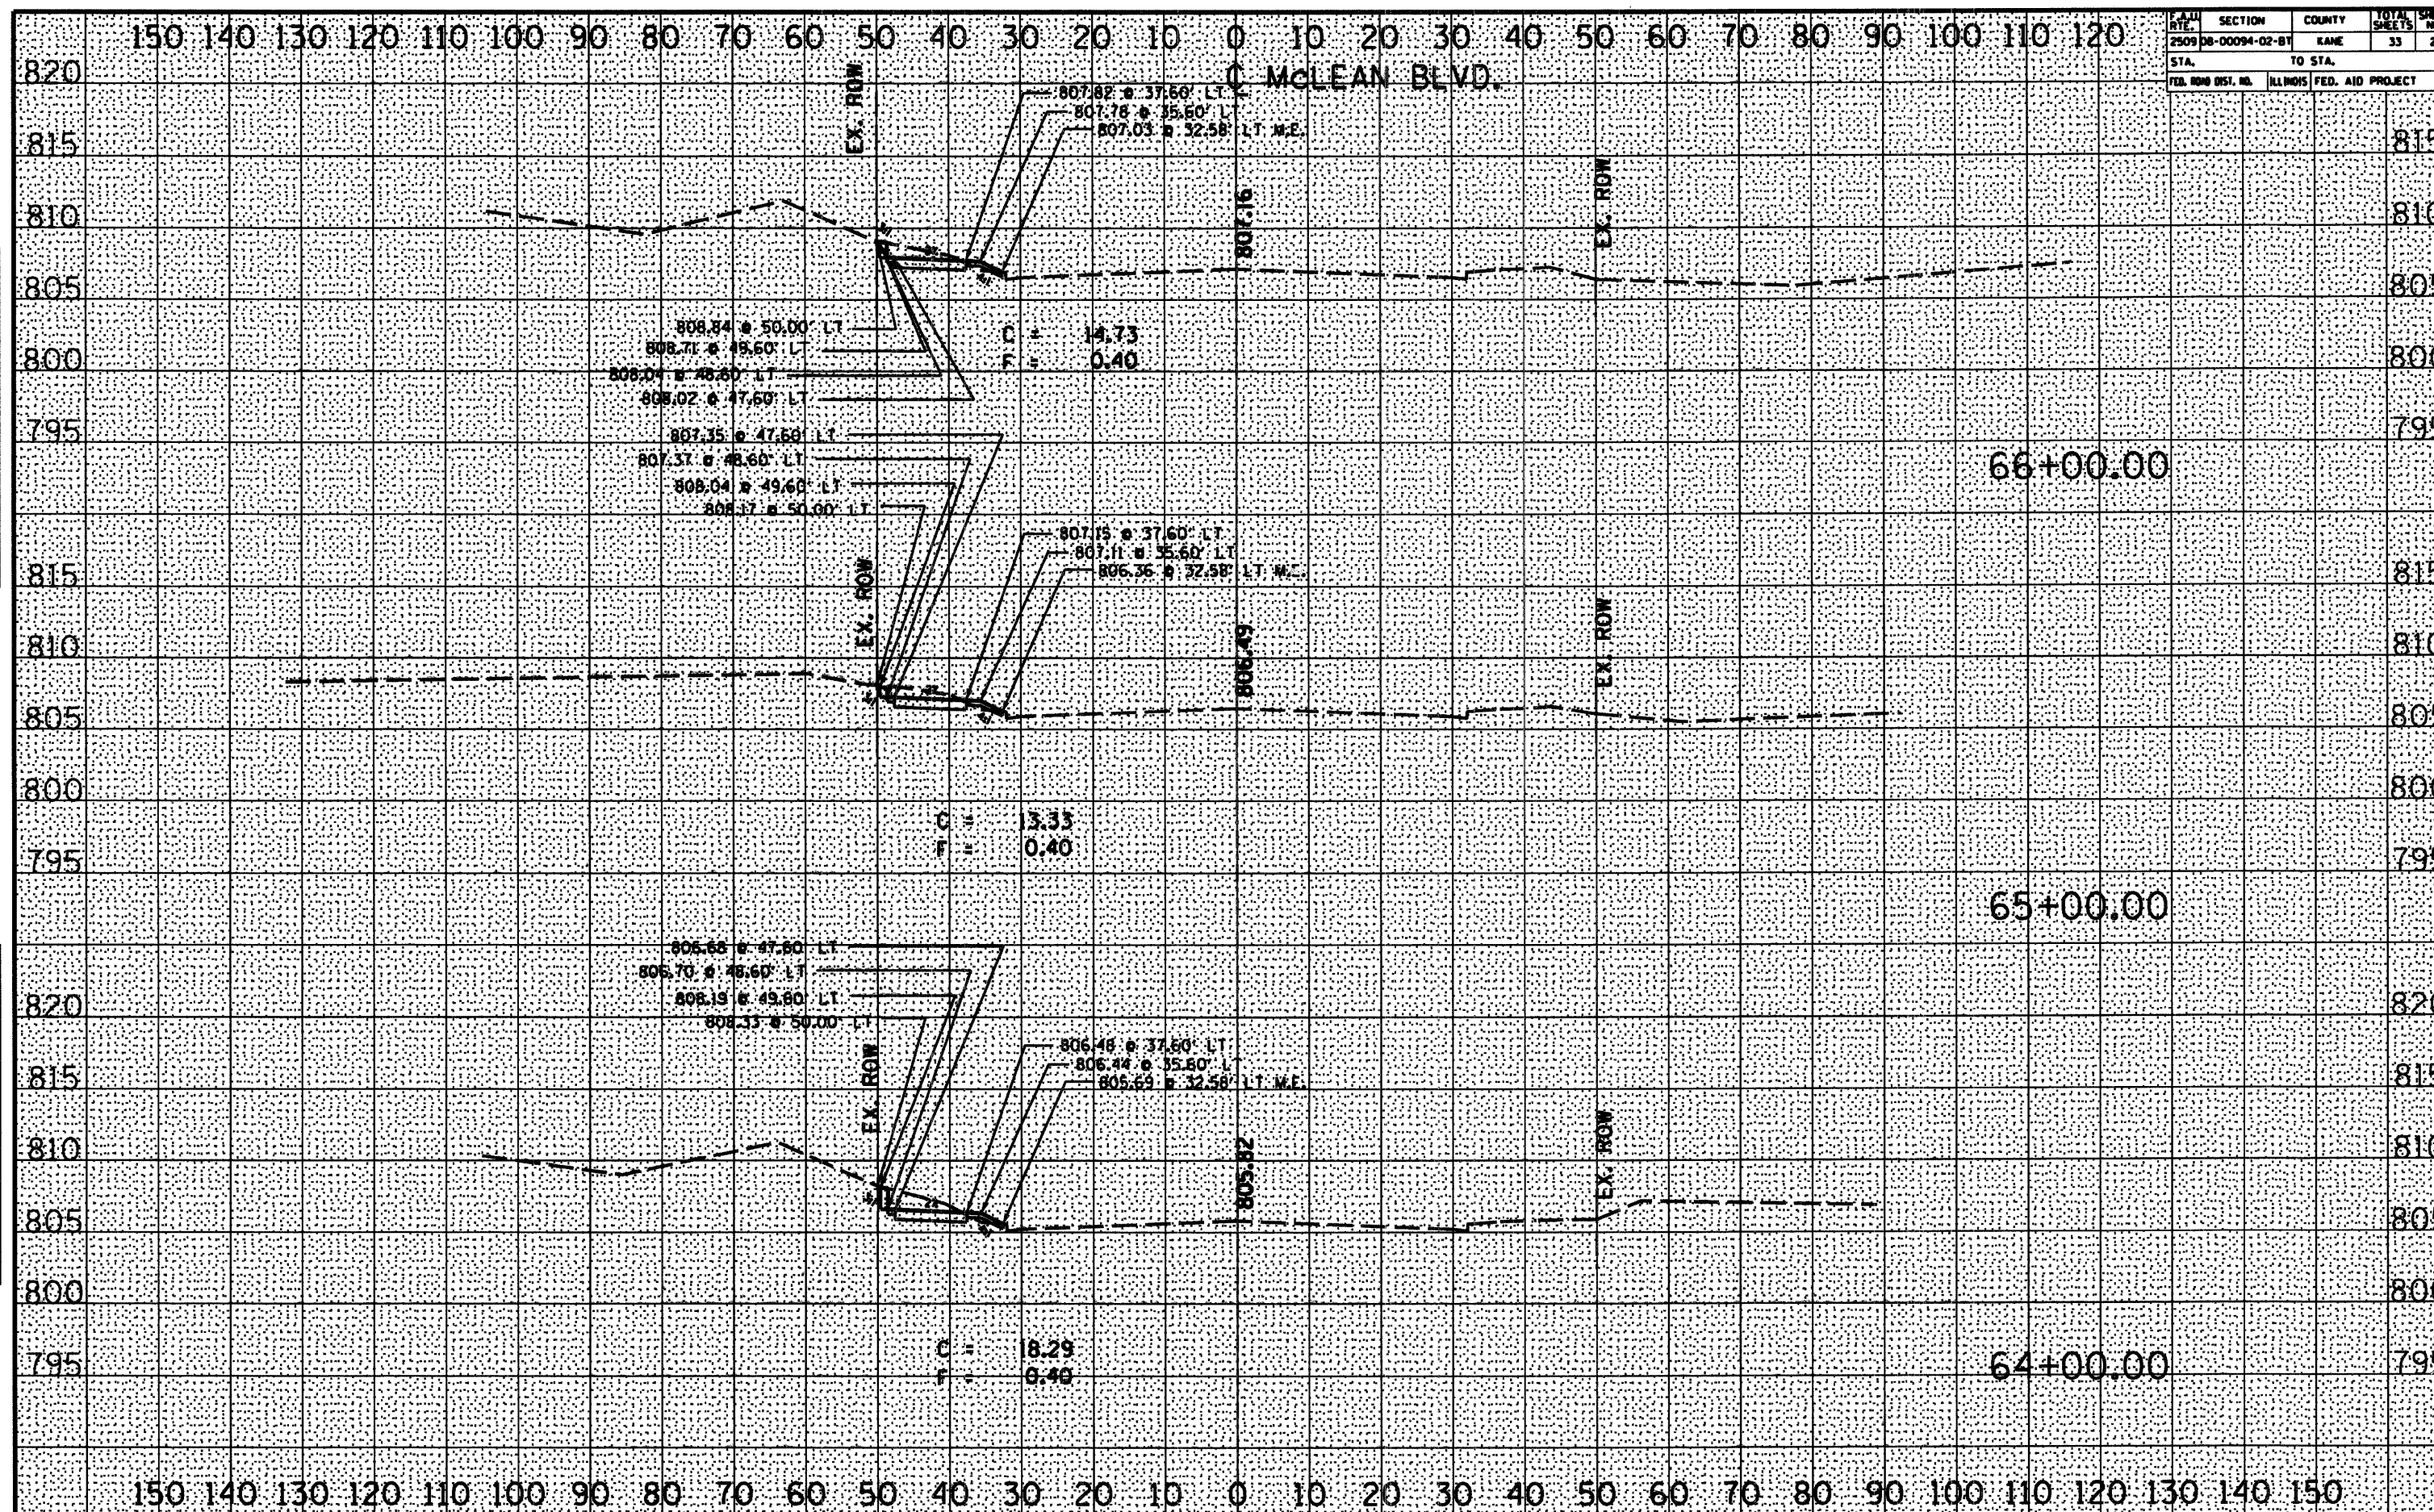 150 140 130 120 110 100 90 80 70 60 50 40 30 20 10 0 10 20 30 40 50 60 70 80 90 100 110 120
F.A.U. RTE. SECTION COUNTY TOTAL SHEETS
2509 08-00094-02-BT KANE 33
STA. TO STA.
FED. ROAD DIST. NO. ILLINOIS FED. AID PROJECT
℄ McLEAN BLVD.
820
815
810
805
800
795
EX. ROW
807.82 @ 37.60' LT
807.78 @ 35.60' LT
807.03 @ 32.58' LT M.E.
807.16
EX. ROW
808.84 @ 50.00' LT
808.71 @ 49.60' LT
808.04 @ 48.60' LT
808.02 @ 47.60' LT
C = 14.73
F = 0.40
66+00.00
807.35 @ 47.60' LT
807.37 @ 48.60' LT
808.04 @ 49.60' LT
808.17 @ 50.00' LT
807.15 @ 37.60' LT
807.11 @ 35.60' LT
806.36 @ 32.58' LT M.E.
815
810
805
800
795
EX. ROW
806.49
EX. ROW
C = 13.33
F = 0.40
65+00.00
806.68 @ 47.60' LT
806.70 @ 48.60' LT
808.19 @ 49.60' LT
808.33 @ 50.00' LT
806.48 @ 37.60' LT
806.44 @ 35.60' LT
805.69 @ 32.58' LT M.E.
820
815
810
805
800
795
EX. ROW
805.82
EX. ROW
C = 18.29
F = 0.40
64+00.00
150 140 130 120 110 100 90 80 70 60 50 40 30 20 10 0 10 20 30 40 50 60 70 80 90 100 110 120 130 140 150